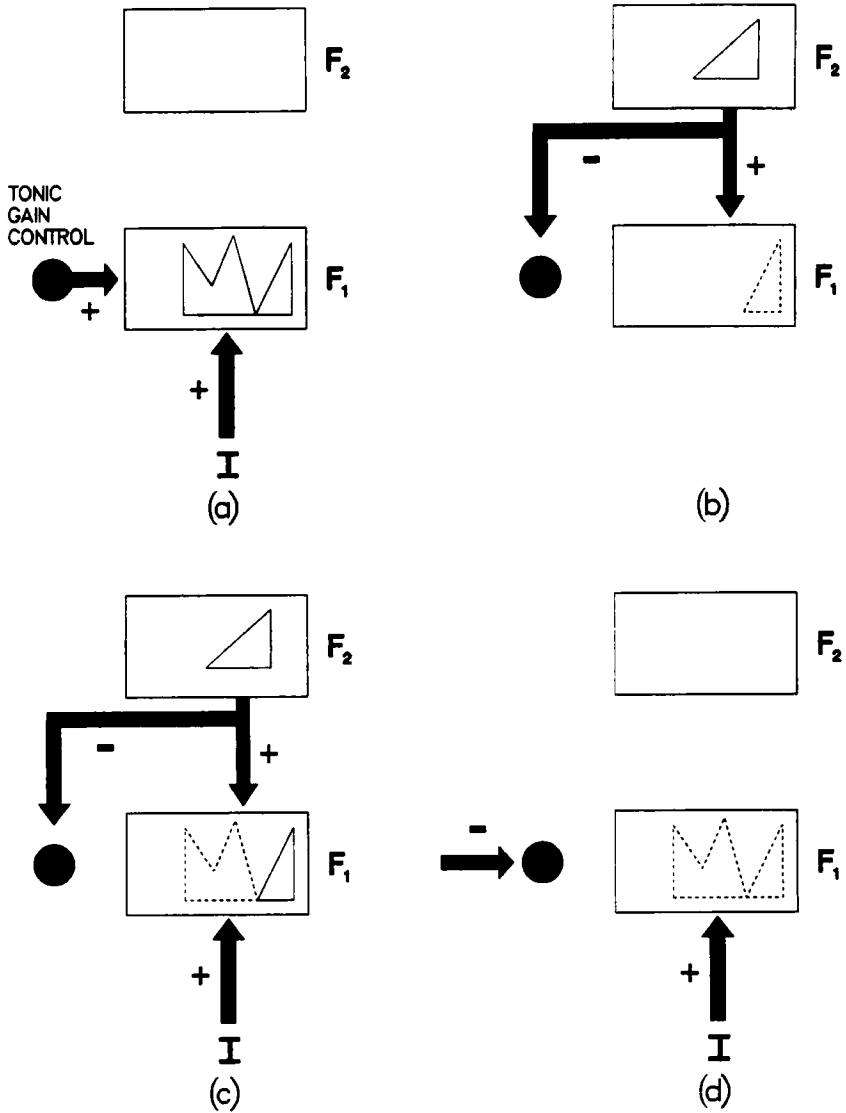 F₂
TONIC
GAIN
CONTROL
+
F₁
+
I
(a)
F₂
-
+
F₁
(b)
F₂
-
+
F₁
+
I
(c)
F₂
-
F₁
+
I
(d)